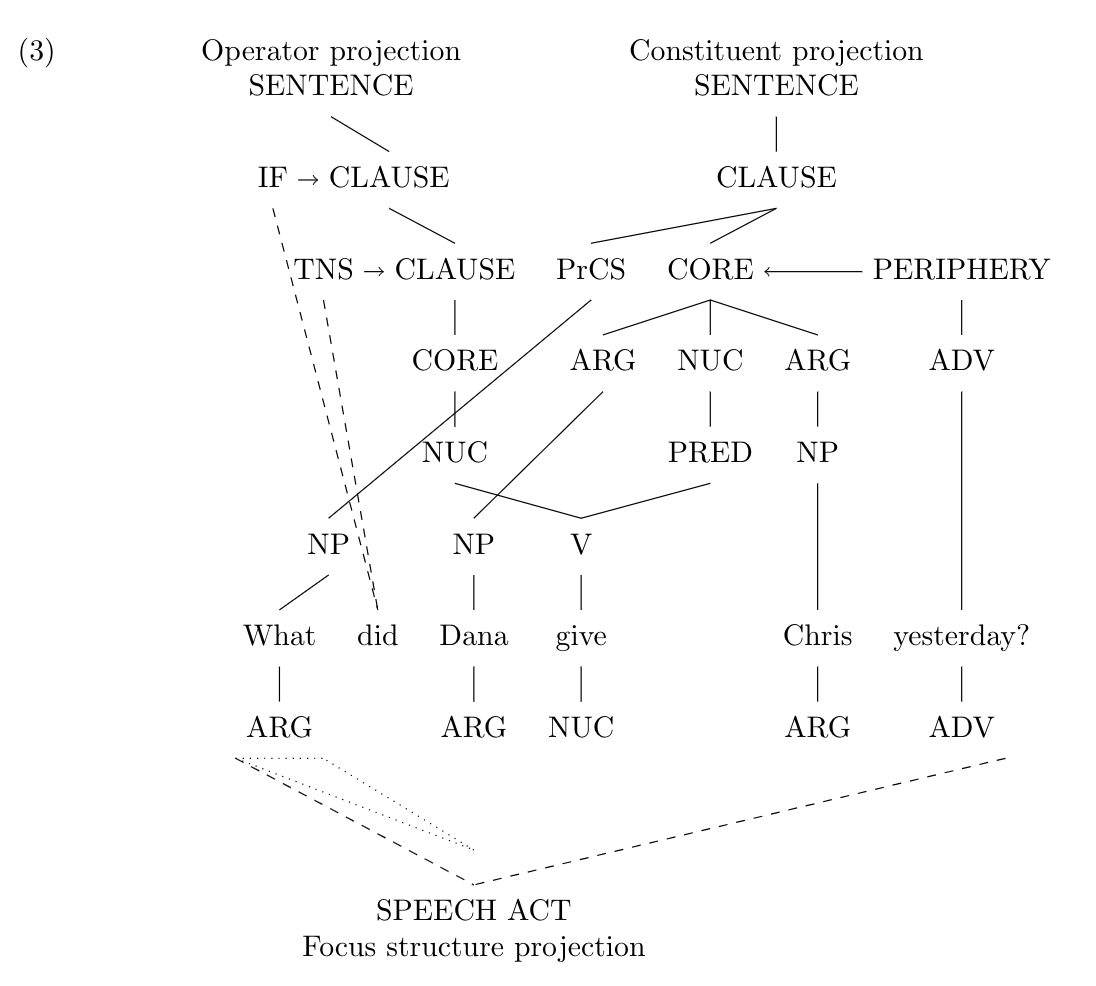 (3) Operator projection Constituent projection
SENTENCE SENTENCE
IF → CLAUSE CLAUSE
TNS → CLAUSE PrCS CORE ← PERIPHERY
CORE ARG NUC ARG ADV
NUC PRED NP
NP NP V
What did Dana give Chris yesterday?
ARG ARG NUC ARG ADV
SPEECH ACT
Focus structure projection